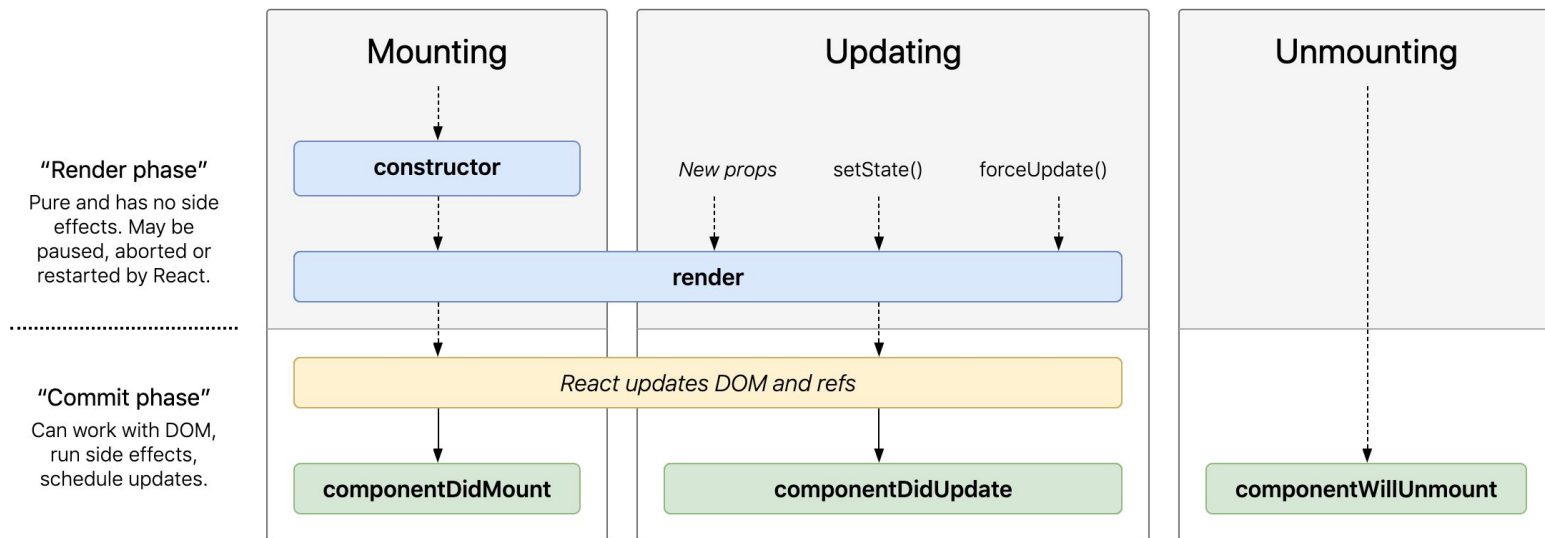 Mounting
Updating
Unmounting
“Render phase”
Pure and has no side
effects. May be
paused, aborted or
restarted by React.
constructor
New props
setState()
forceUpdate()
render
“Commit phase”
Can work with DOM,
run side effects,
schedule updates.
React updates DOM and refs
componentDidMount
componentDidUpdate
componentWillUnmount